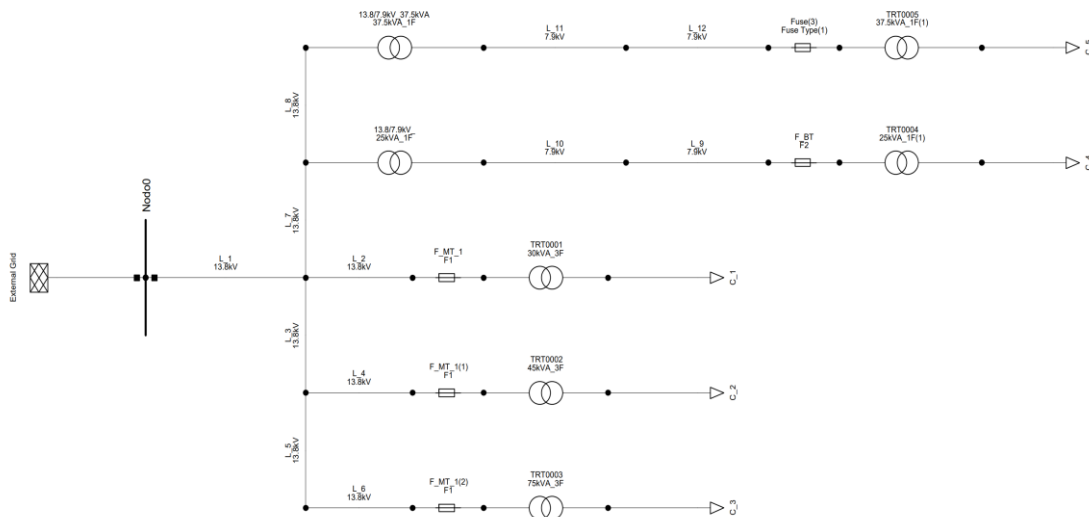 13.8/7.9kV_37.5kVA
37.5kVA_1F
L_11
7.9kV
L_12
7.9kV
Fuse(3)
Fuse Type(1)
TRT0005
37.5kVA_1F(1)
C_5
L_8
13.8kV
13.8/7.9kV_
25kVA_1F
L_10
7.9kV
L_9
7.9kV
F_BT
F2
TRT0004
25kVA_1F(1)
C_4
L_7
13.8kV
Nodo0
External Grid
L_1
13.8kV
L_2
13.8kV
F_MT_1
F1
TRT0001
30kVA_3F
C_1
L_3
13.8kV
L_4
13.8kV
F_MT_1(1)
F1
TRT0002
45kVA_3F
C_2
L_5
13.8kV
L_6
13.8kV
F_MT_1(2)
F1
TRT0003
75kVA_3F
C_3